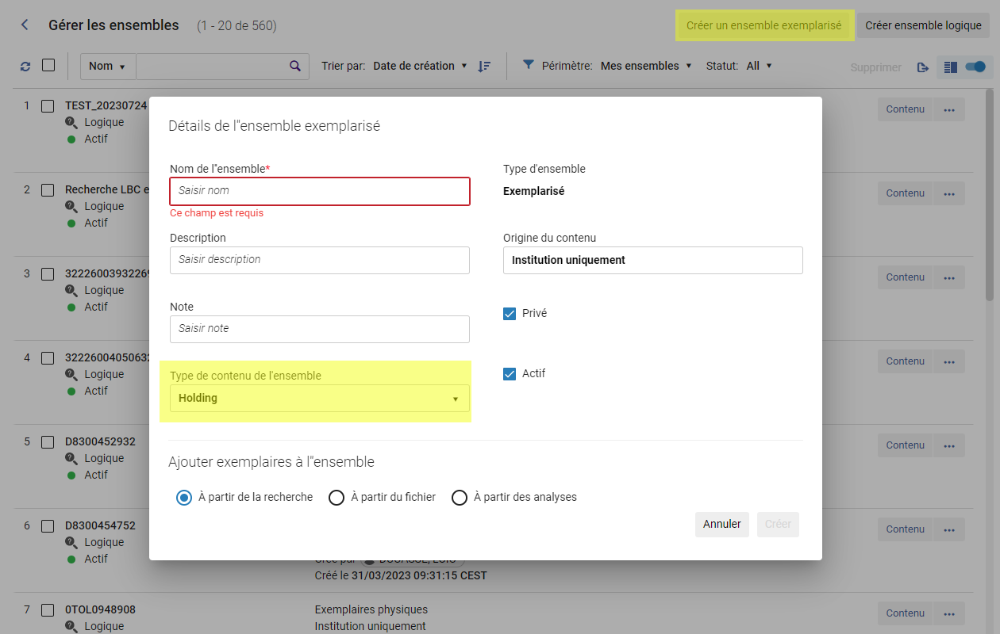 Gérer les ensembles (1 - 20 de 560) Créer un ensemble exemplarisé Créer ensemble logique
Nom Trier par: Date de création Périmètre: Mes ensembles Statut: All Supprimer
1 TEST_20230724 Contenu
Logique
Actif
2 Recherche LBC e Contenu
Logique
Actif
3 3222600393226 Contenu
Logique
Actif
4 3222600405063 Contenu
Logique
Actif
5 D8300452932 Contenu
Logique
Actif
6 D8300454752 Contenu
Logique
Actif
Détails de l"ensemble exemplarisé
Nom de l"ensemble*
Saisir nom
Ce champ est requis
Type d'ensemble
Exemplarisé
Description
Saisir description
Origine du contenu
Institution uniquement
Note
Saisir note
Privé
Type de contenu de l'ensemble
Holding
Actif
Ajouter exemplaires à l"ensemble
À partir de la recherche À partir du fichier À partir des analyses
Annuler Créer
Créé le 31/03/2023 09:31:15 CEST
7 0TOL0948908 Exemplaires physiques Contenu
Logique Institution uniquement